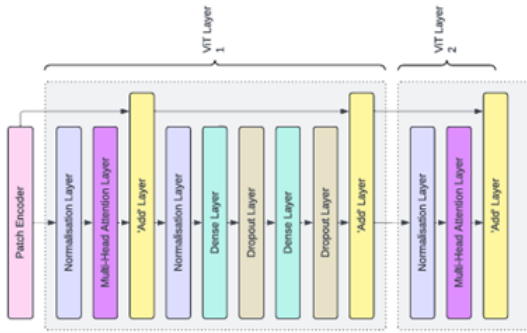 ViT Layer
1
ViT Layer
2
Patch Encoder
Normalisation Layer
Multi-Head Attention Layer
'Add' Layer
Normalisation Layer
Dense Layer
Dropout Layer
Dense Layer
Dropout Layer
'Add' Layer
Normalisation Layer
Multi-Head Attention Layer
'Add' Layer